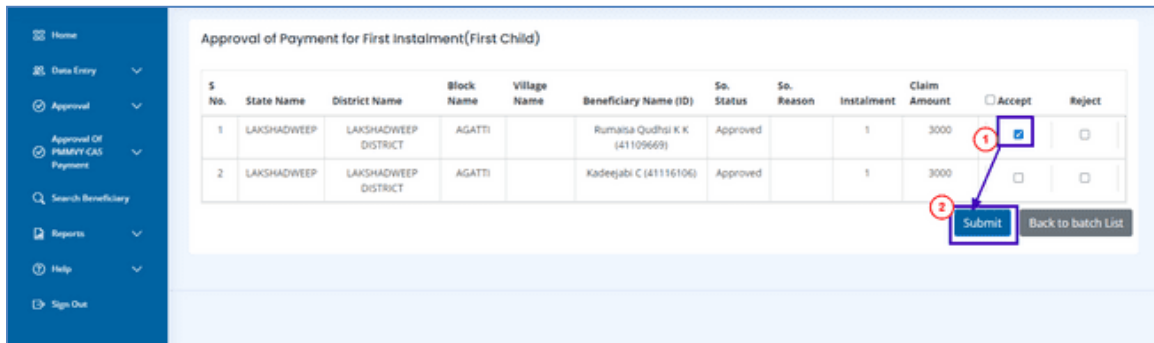 Home
Data Entry
Approval
Approval Of
PMMVY CAS
Payment
Search Beneficiary
Reports
Help
Sign Out
Approval of Payment for First Instalment(First Child)
S No. State Name District Name Block Name Village Name Beneficiary Name (ID) So. Status So. Reason Instalment Claim Amount Accept Reject
1 LAKSHADWEEP LAKSHADWEEP DISTRICT AGATTI Rumaisa Qudhsi K K (41109669) Approved 1 3000
1
2 LAKSHADWEEP LAKSHADWEEP DISTRICT AGATTI Kadeejabi C (41116106) Approved 1 3000
2
Submit Back to batch List